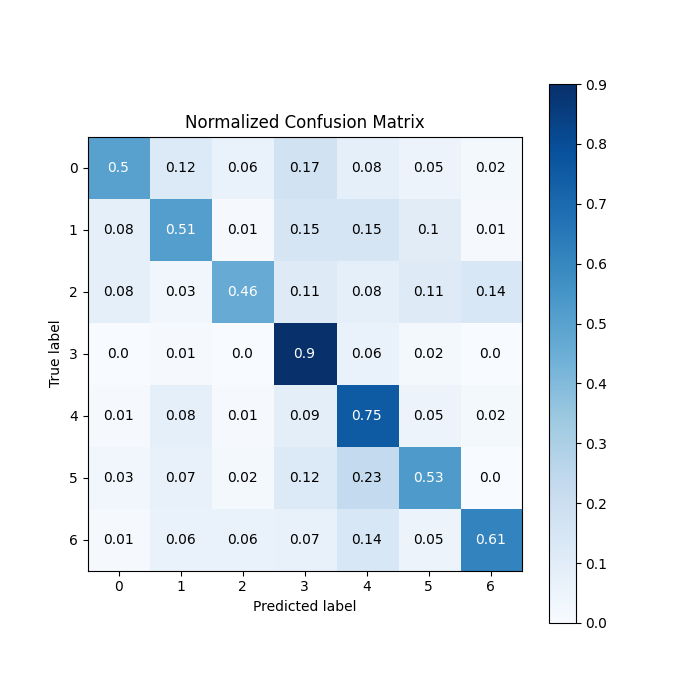 Normalized Confusion Matrix
True label
0 0.5 0.12 0.06 0.17 0.08 0.05 0.02
1 0.08 0.51 0.01 0.15 0.15 0.1 0.01
2 0.08 0.03 0.46 0.11 0.08 0.11 0.14
3 0.0 0.01 0.0 0.9 0.06 0.02 0.0
4 0.01 0.08 0.01 0.09 0.75 0.05 0.02
5 0.03 0.07 0.02 0.12 0.23 0.53 0.0
6 0.01 0.06 0.06 0.07 0.14 0.05 0.61
0 1 2 3 4 5 6
Predicted label
0.9
0.8
0.7
0.6
0.5
0.4
0.3
0.2
0.1
0.0